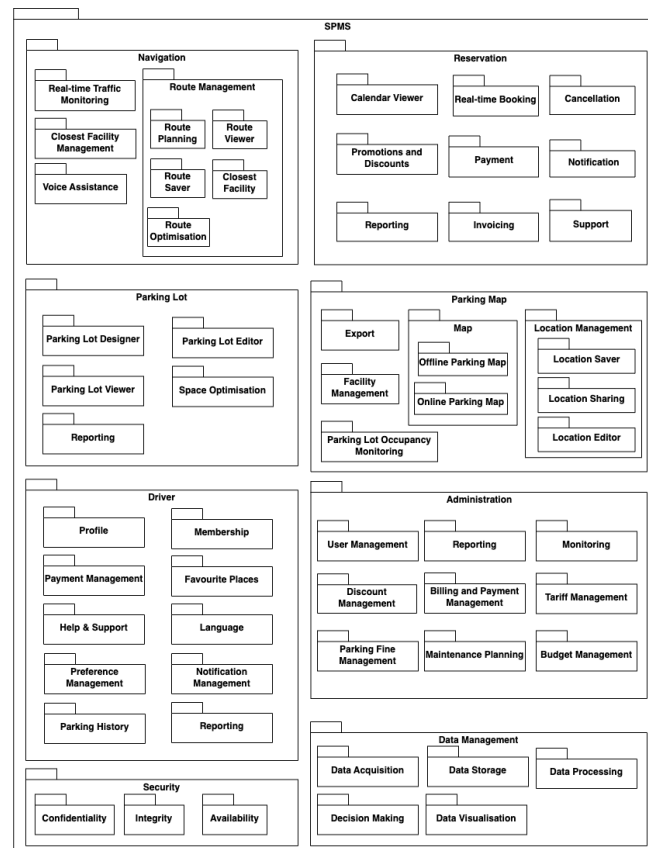 SPMS
Navigation
Real-time Traffic
Monitoring
Closest Facility
Management
Voice Assistance
Route Management
Route
Planning
Route
Viewer
Route
Saver
Closest
Facility
Route
Optimisation
Reservation
Calendar Viewer
Real-time Booking
Cancellation
Promotions and
Discounts
Payment
Notification
Reporting
Invoicing
Support
Parking Lot
Parking Lot Designer
Parking Lot Editor
Parking Lot Viewer
Space Optimisation
Reporting
Parking Map
Export
Facility
Management
Parking Lot Occupancy
Monitoring
Map
Offline Parking Map
Online Parking Map
Location Management
Location Saver
Location Sharing
Location Editor
Driver
Profile
Membership
Payment Management
Favourite Places
Help & Support
Language
Preference
Management
Notification
Management
Parking History
Reporting
Administration
User Management
Reporting
Monitoring
Discount
Management
Billing and Payment
Management
Tariff Management
Parking Fine
Management
Maintenance Planning
Budget Management
Security
Confidentiality
Integrity
Availability
Data Management
Data Acquisition
Data Storage
Data Processing
Decision Making
Data Visualisation